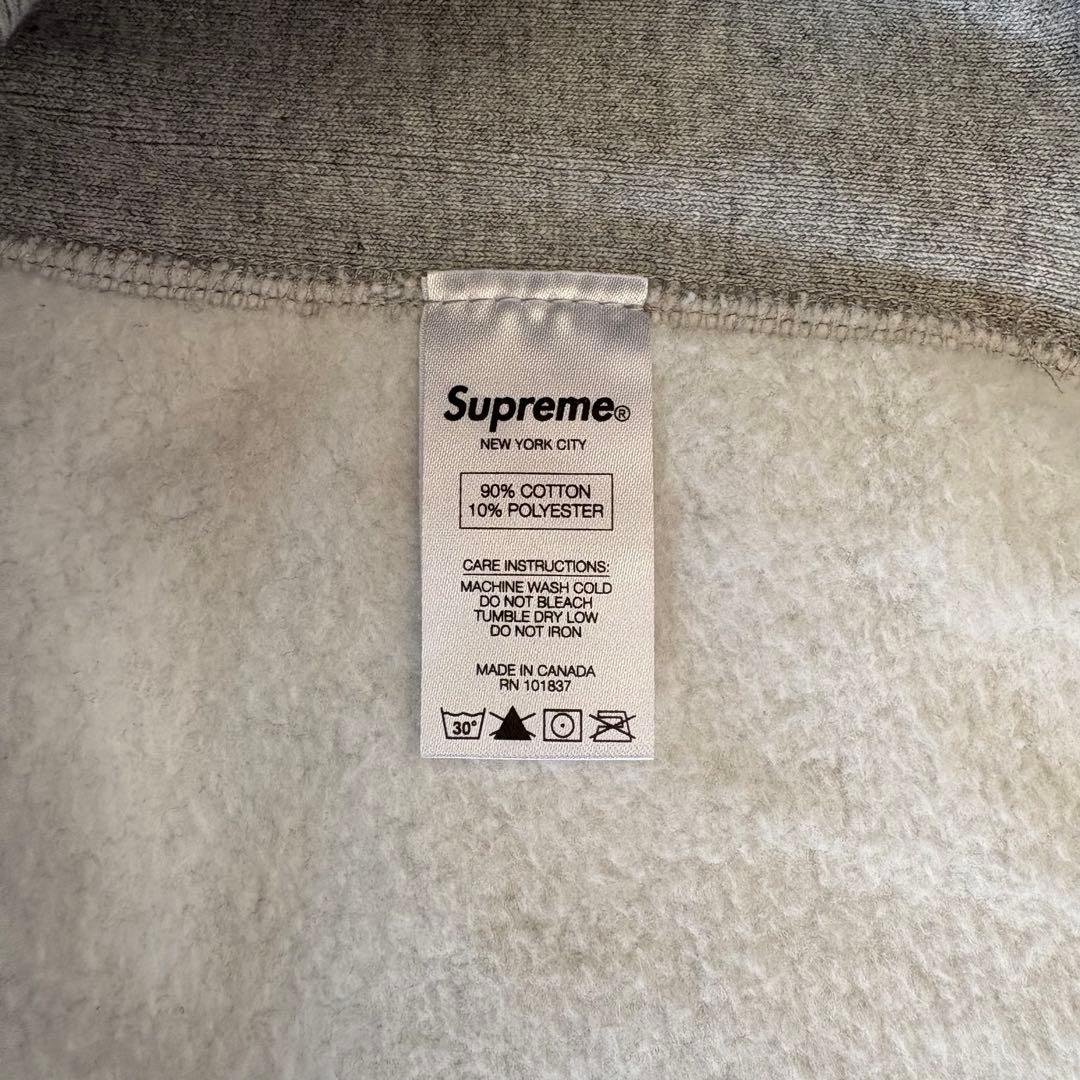 Supreme®
NEW YORK CITY
90% COTTON
10% POLYESTER
CARE INSTRUCTIONS:
MACHINE WASH COLD
DO NOT BLEACH
TUMBLE DRY LOW
DO NOT IRON
MADE IN CANADA
RN 101837
30°